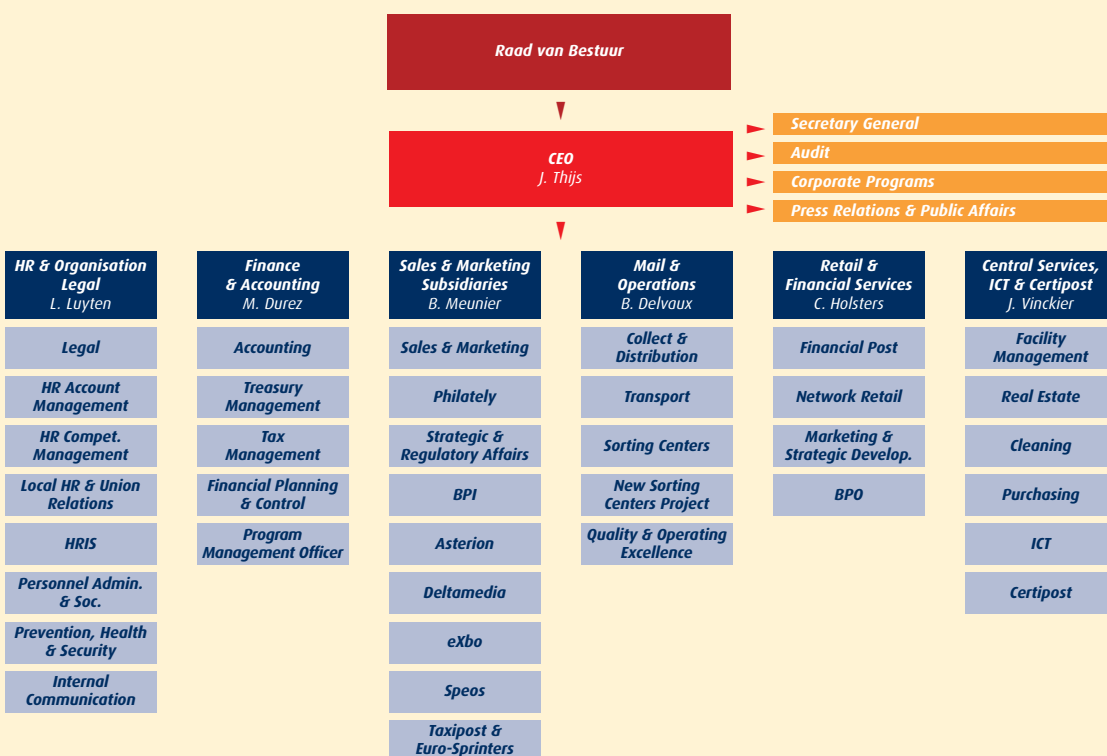 Raad van Bestuur
CEO
J. Thijs
Secretary General
Audit
Corporate Programs
Press Relations & Public Affairs
HR & Organisation
Legal
L. Luyten
Legal
HR Account
Management
HR Compet.
Management
Local HR & Union
Relations
HRIS
Personnel Admin.
& Soc.
Prevention, Health
& Security
Internal
Communication
Finance
& Accounting
M. Durez
Accounting
Treasury
Management
Tax
Management
Financial Planning
& Control
Program
Management Officer
Sales & Marketing
Subsidiaries
B. Meunier
Sales & Marketing
Philately
Strategic &
Regulatory Affairs
BPI
Asterion
Deltamedia
eXbo
Speos
Taxipost &
Euro-Sprinters
Mail &
Operations
B. Delvaux
Collect &
Distribution
Transport
Sorting Centers
New Sorting
Centers Project
Quality & Operating
Excellence
Retail &
Financial Services
C. Holsters
Financial Post
Network Retail
Marketing &
Strategic Develop.
BPO
Central Services,
ICT & Certipost
J. Vinckier
Facility
Management
Real Estate
Cleaning
Purchasing
ICT
Certipost